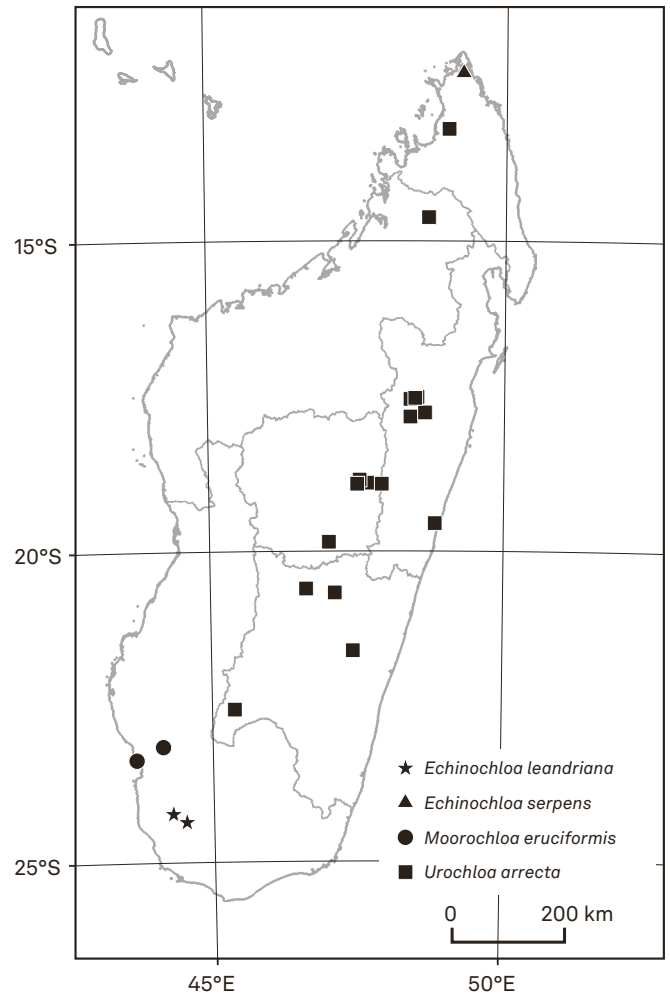 15°S
20°S
25°S
Echinochloa leandriana
Echinochloa serpens
Moorochloa eruciformis
Urochloa arrecta
0 200 km
45°E 50°E